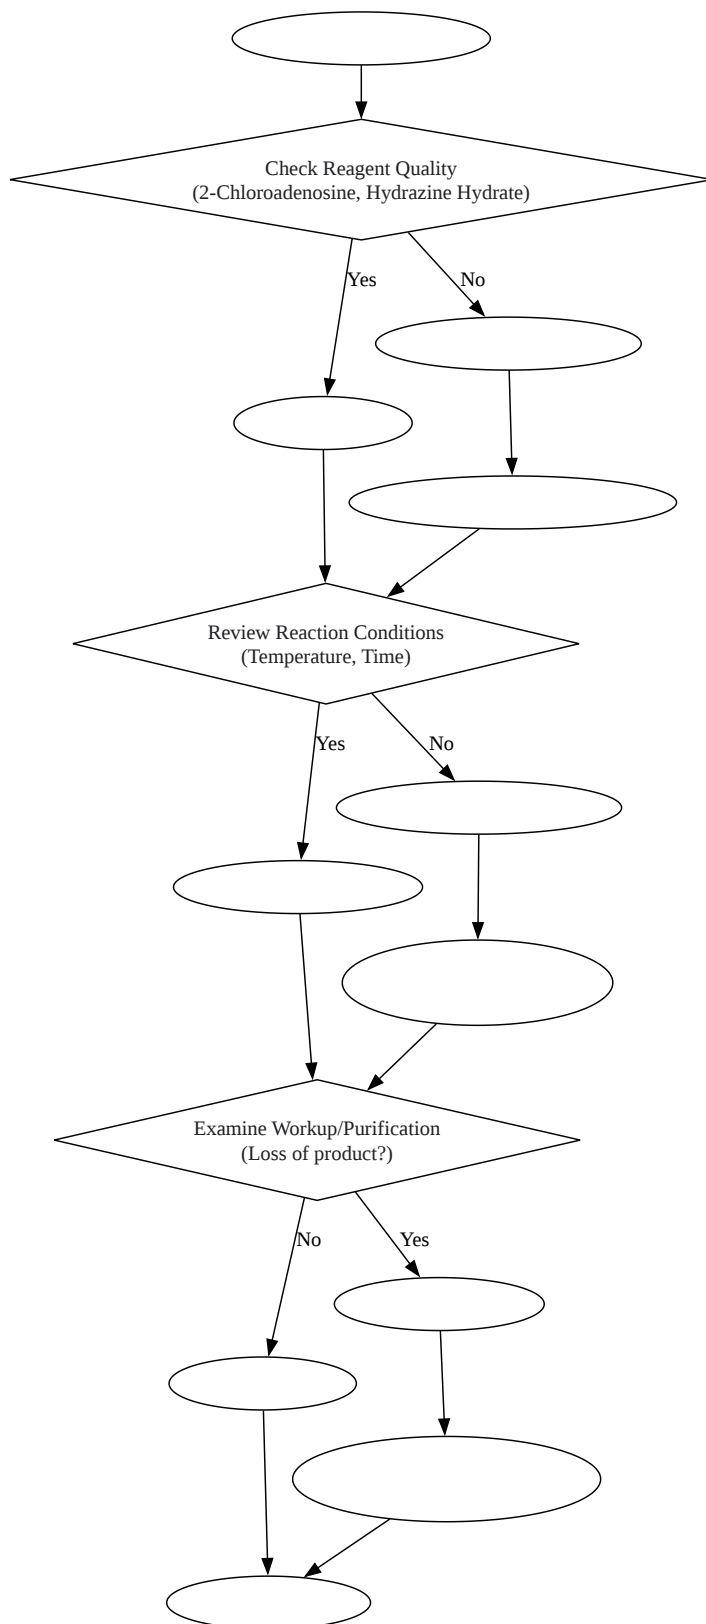 Check Reagent Quality
(2-Chloroadenosine, Hydrazine Hydrate)
Yes
No
Review Reaction Conditions
(Temperature, Time)
Yes
No
Examine Workup/Purification
(Loss of product?)
No
Yes